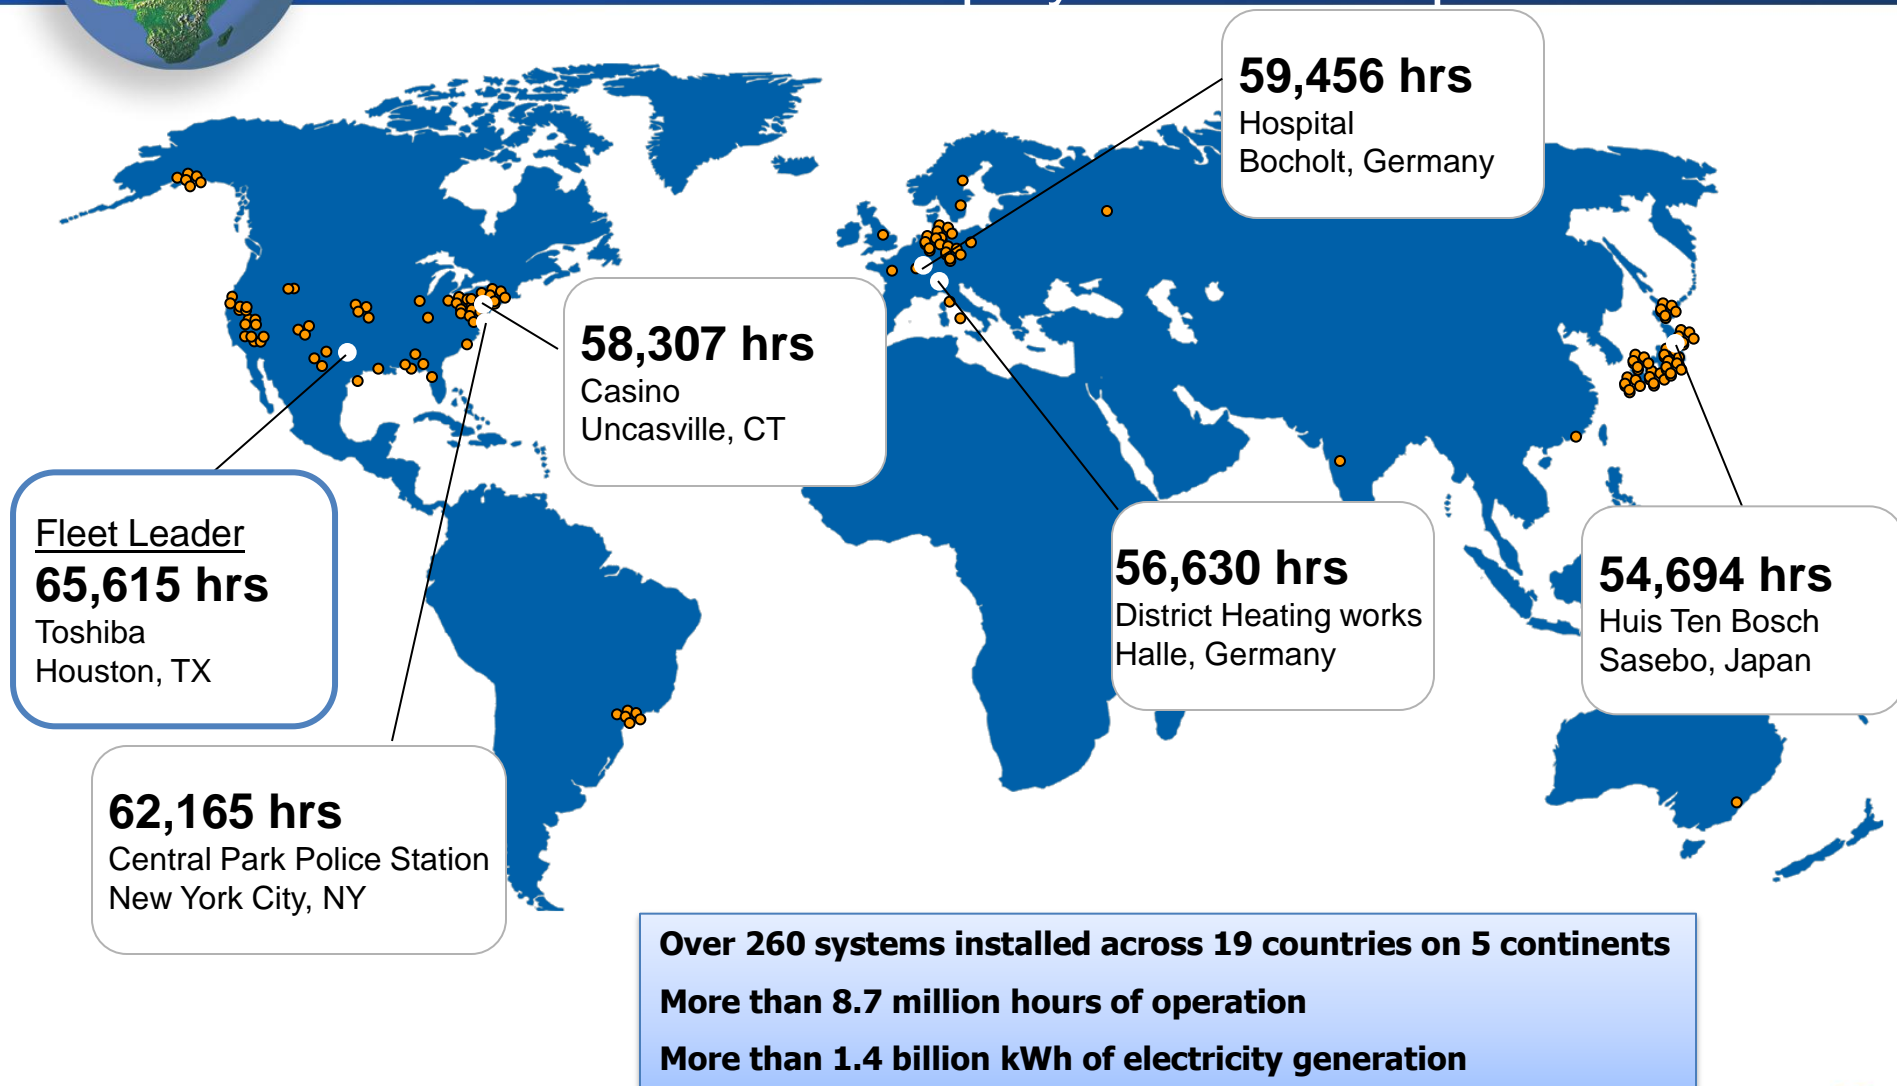 59,456 hrs
Hospital
Bocholt, Germany
58,307 hrs
Casino
Uncasville, CT
Fleet Leader
65,615 hrs
Toshiba
Houston, TX
56,630 hrs
District Heating works
Halle, Germany
54,694 hrs
Huis Ten Bosch
Sasebo, Japan
62,165 hrs
Central Park Police Station
New York City, NY
Over 260 systems installed across 19 countries on 5 continents
More than 8.7 million hours of operation
More than 1.4 billion kWh of electricity generation